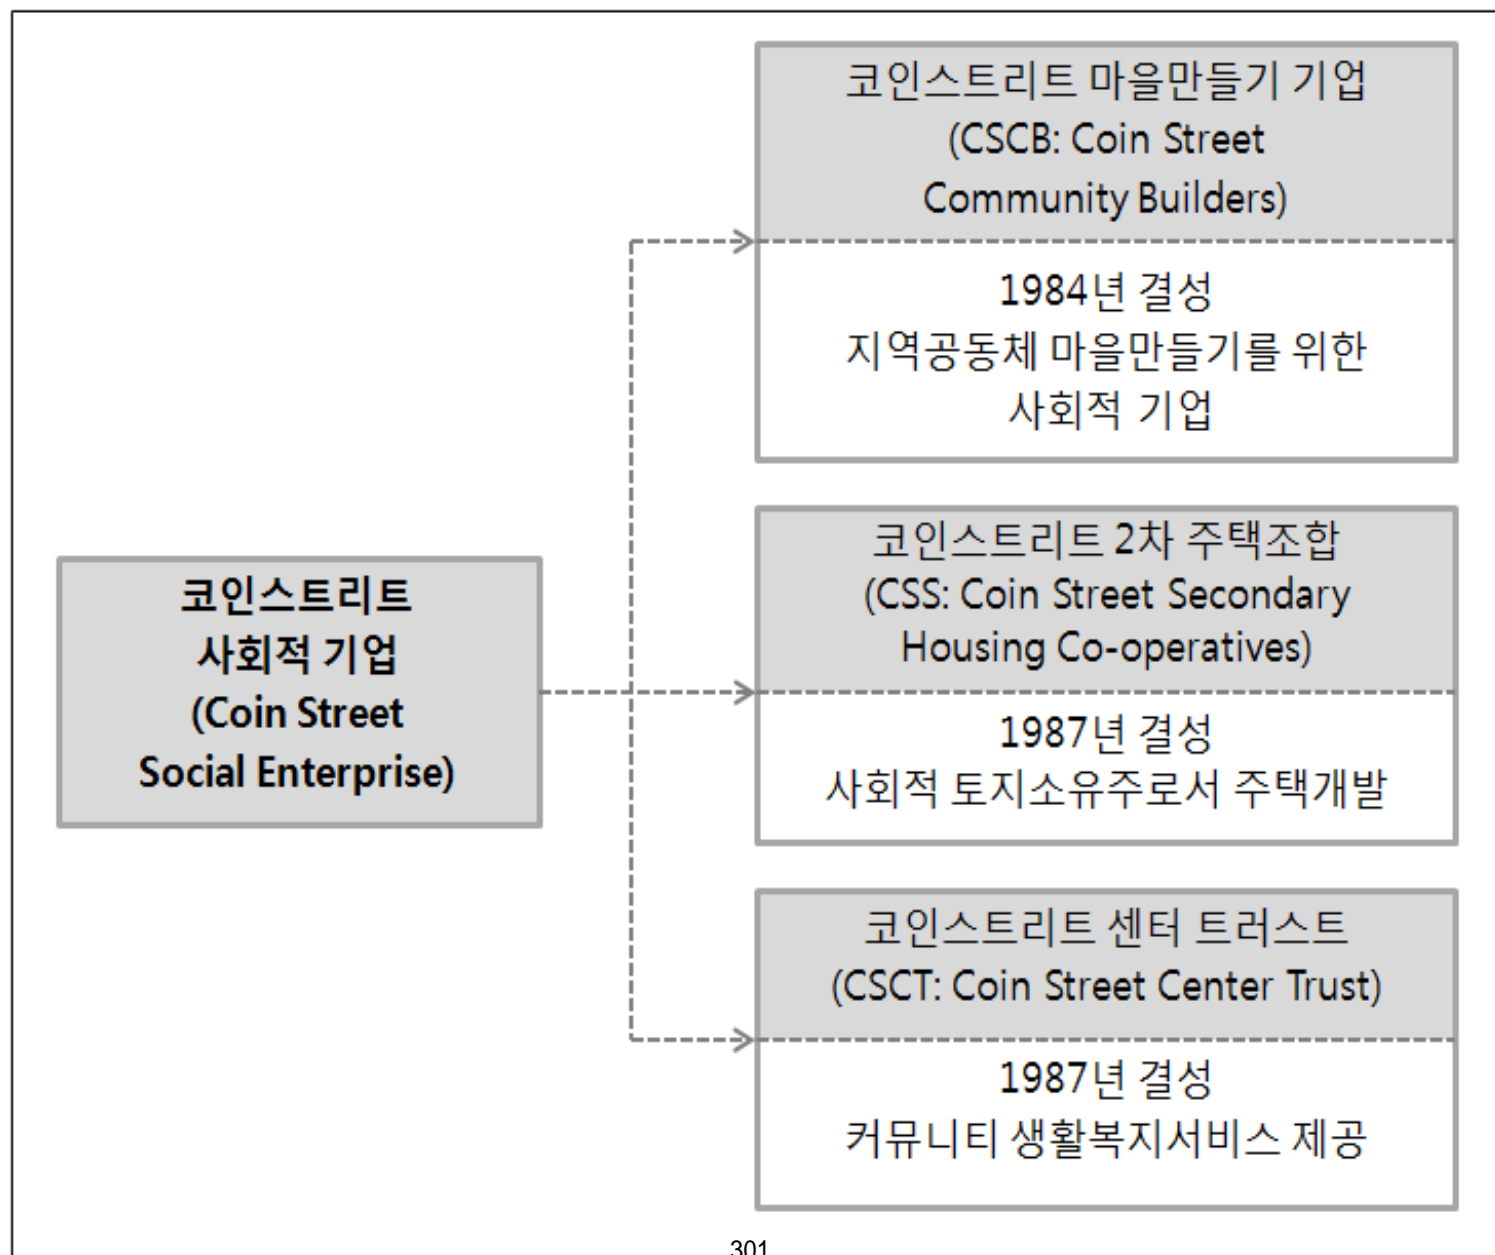 코인스트리트 마을만들기 기업
(CSCB: Coin Street
Community Builders)
1984년 결성
지역공동체 마을만들기를 위한
사회적 기업
코인스트리트
사회적 기업
(Coin Street
Social Enterprise)
코인스트리트 2차 주택조합
(CSS: Coin Street Secondary
Housing Co-operatives)
1987년 결성
사회적 토지소유주로서 주택개발
코인스트리트 센터 트러스트
(CSCT: Coin Street Center Trust)
1987년 결성
커뮤니티 생활복지서비스 제공
301